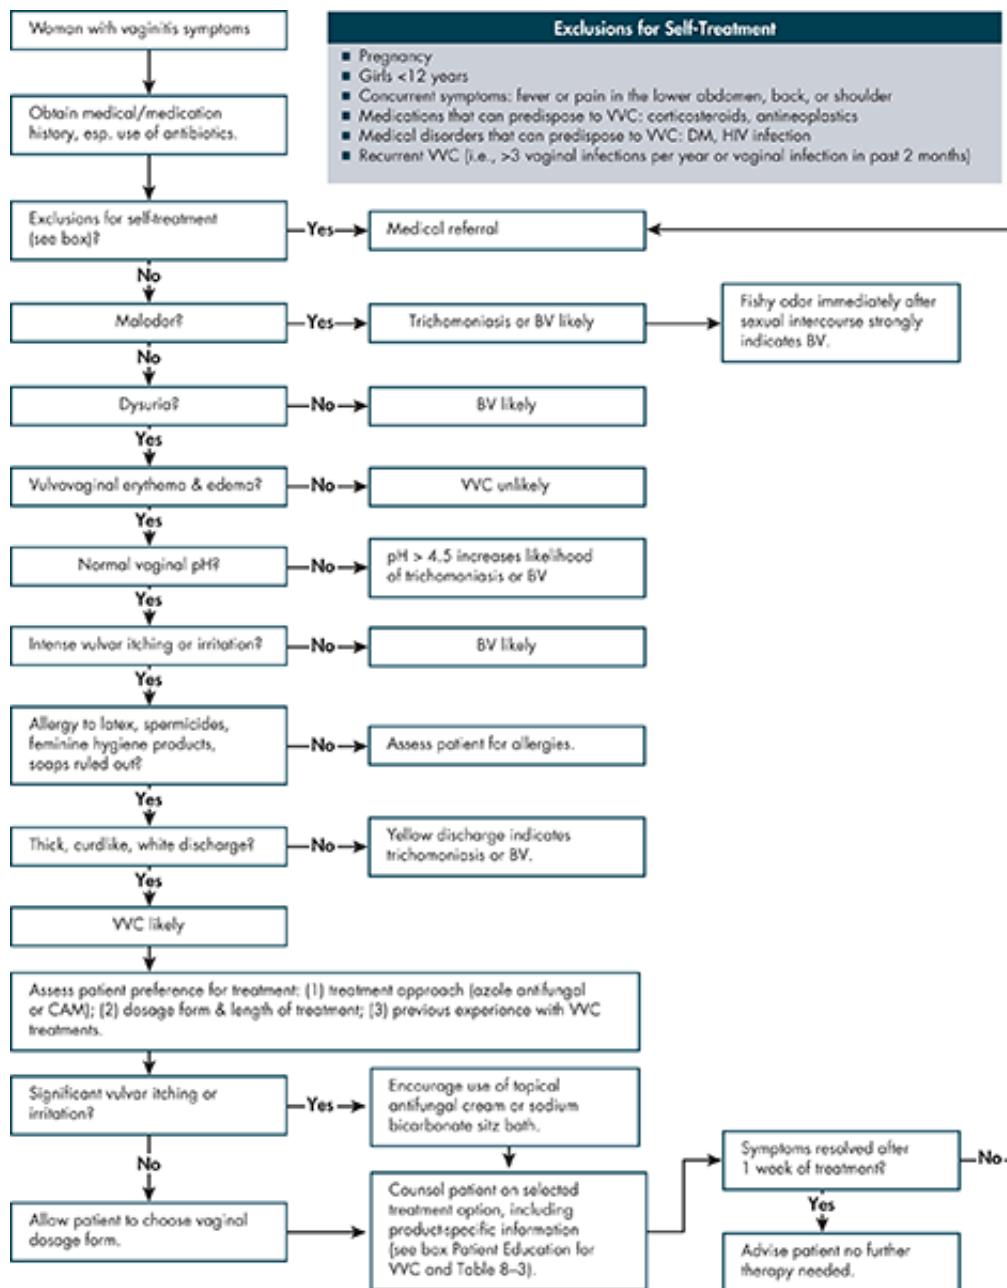 Woman with vaginitis symptoms
Exclusions for Self-Treatment
■ Pregnancy
■ Girls <12 years
■ Concurrent symptoms: fever or pain in the lower abdomen, back, or shoulder
■ Medications that can predispose to VVC: corticosteroids, antineoplastics
■ Medical disorders that can predispose to VVC: DM, HIV infection
■ Recurrent VVC (i.e., >3 vaginal infections per year or vaginal infection in past 2 months)
Obtain medical/medication
history, esp. use of antibiotics.
Exclusions for self-treatment
(see box)?
Yes
Medical referral
No
Malodor?
Yes
Trichomoniasis or BV likely
Fishy odor immediately after
sexual intercourse strongly
indicates BV.
No
Dysuria?
No
BV likely
Yes
Vulvovaginal erythema & edema?
No
VVC unlikely
Yes
Normal vaginal pH?
No
pH > 4.5 increases likelihood
of trichomoniasis or BV
Yes
Intense vulvar itching or irritation?
No
BV likely
Yes
Allergy to latex, spermicides,
feminine hygiene products,
soaps ruled out?
No
Assess patient for allergies.
Yes
Thick, curdlike, white discharge?
No
Yellow discharge indicates
trichomoniasis or BV.
Yes
VVC likely
Assess patient preference for treatment: (1) treatment approach (azole antifungal
or CAM); (2) dosage form & length of treatment; (3) previous experience with VVC
treatments.
Significant vulvar itching or
irritation?
Yes
Encourage use of topical
antifungal cream or sodium
bicarbonate sitz bath.
No
Allow patient to choose vaginal
dosage form.
Counsel patient on selected
treatment option, including
product-specific information
(see box Patient Education for
VVC and Table 8–3).
Symptoms resolved after
1 week of treatment?
No
Yes
Advise patient no further
therapy needed.